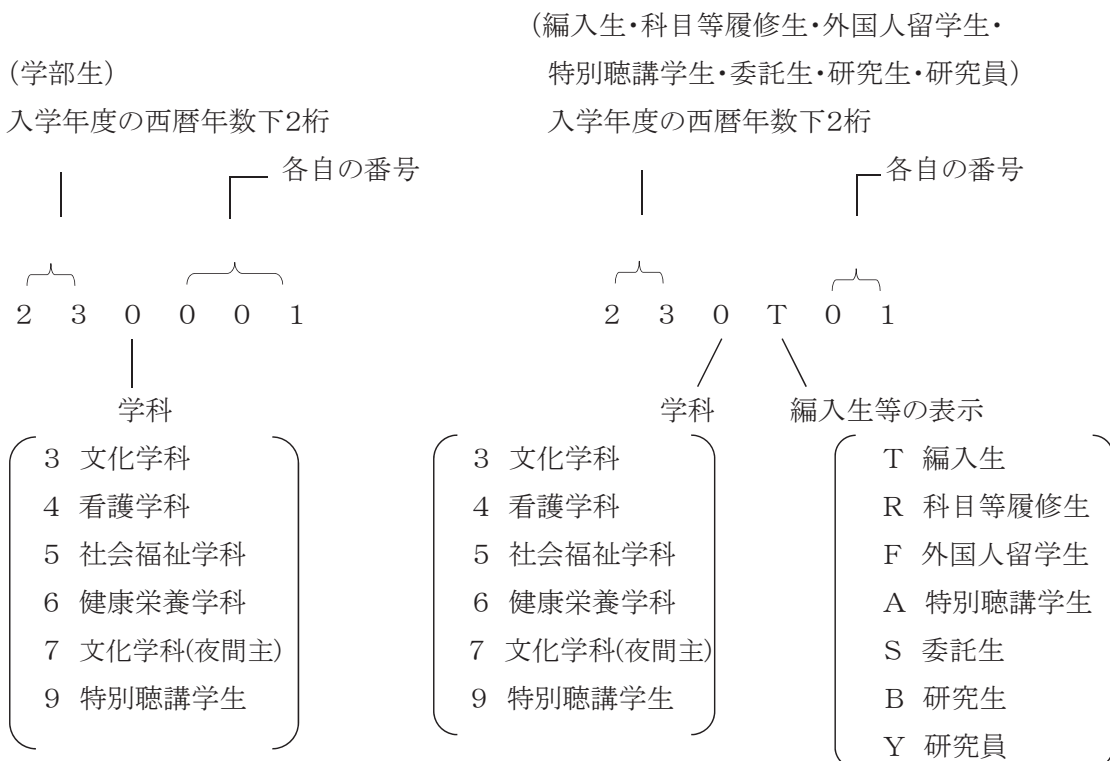 (学部生)
入学年度の西暦年数下2桁
各自の番号
2 3 0 0 0 1
学科
3 文化学科
4 看護学科
5 社会福祉学科
6 健康栄養学科
7 文化学科(夜間主)
9 特別聴講学生
(編入生・科目等履修生・外国人留学生・
特別聴講学生・委託生・研究生・研究員)
入学年度の西暦年数下2桁
各自の番号
2 3 0 T 0 1
学科
編入生等の表示
3 文化学科
4 看護学科
5 社会福祉学科
6 健康栄養学科
7 文化学科(夜間主)
9 特別聴講学生
T 編入生
R 科目等履修生
F 外国人留学生
A 特別聴講学生
S 委託生
B 研究生
Y 研究員